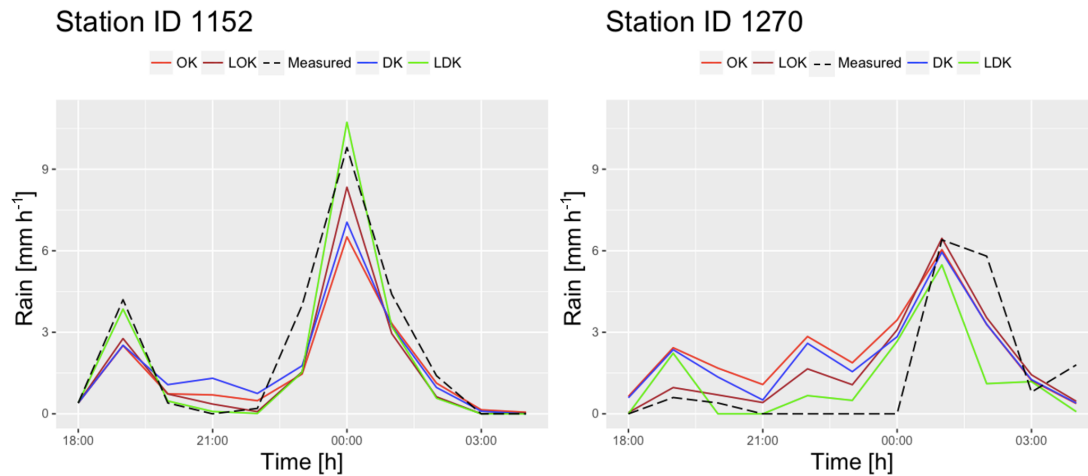 Station ID 1152
OK LOK Measured DK LDK
Rain [mm h-1]
9
6
3
0
18:00 21:00 00:00 03:00
Time [h]
Station ID 1270
OK LOK Measured DK LDK
Rain [mm h-1]
9
6
3
0
18:00 21:00 00:00 03:00
Time [h]